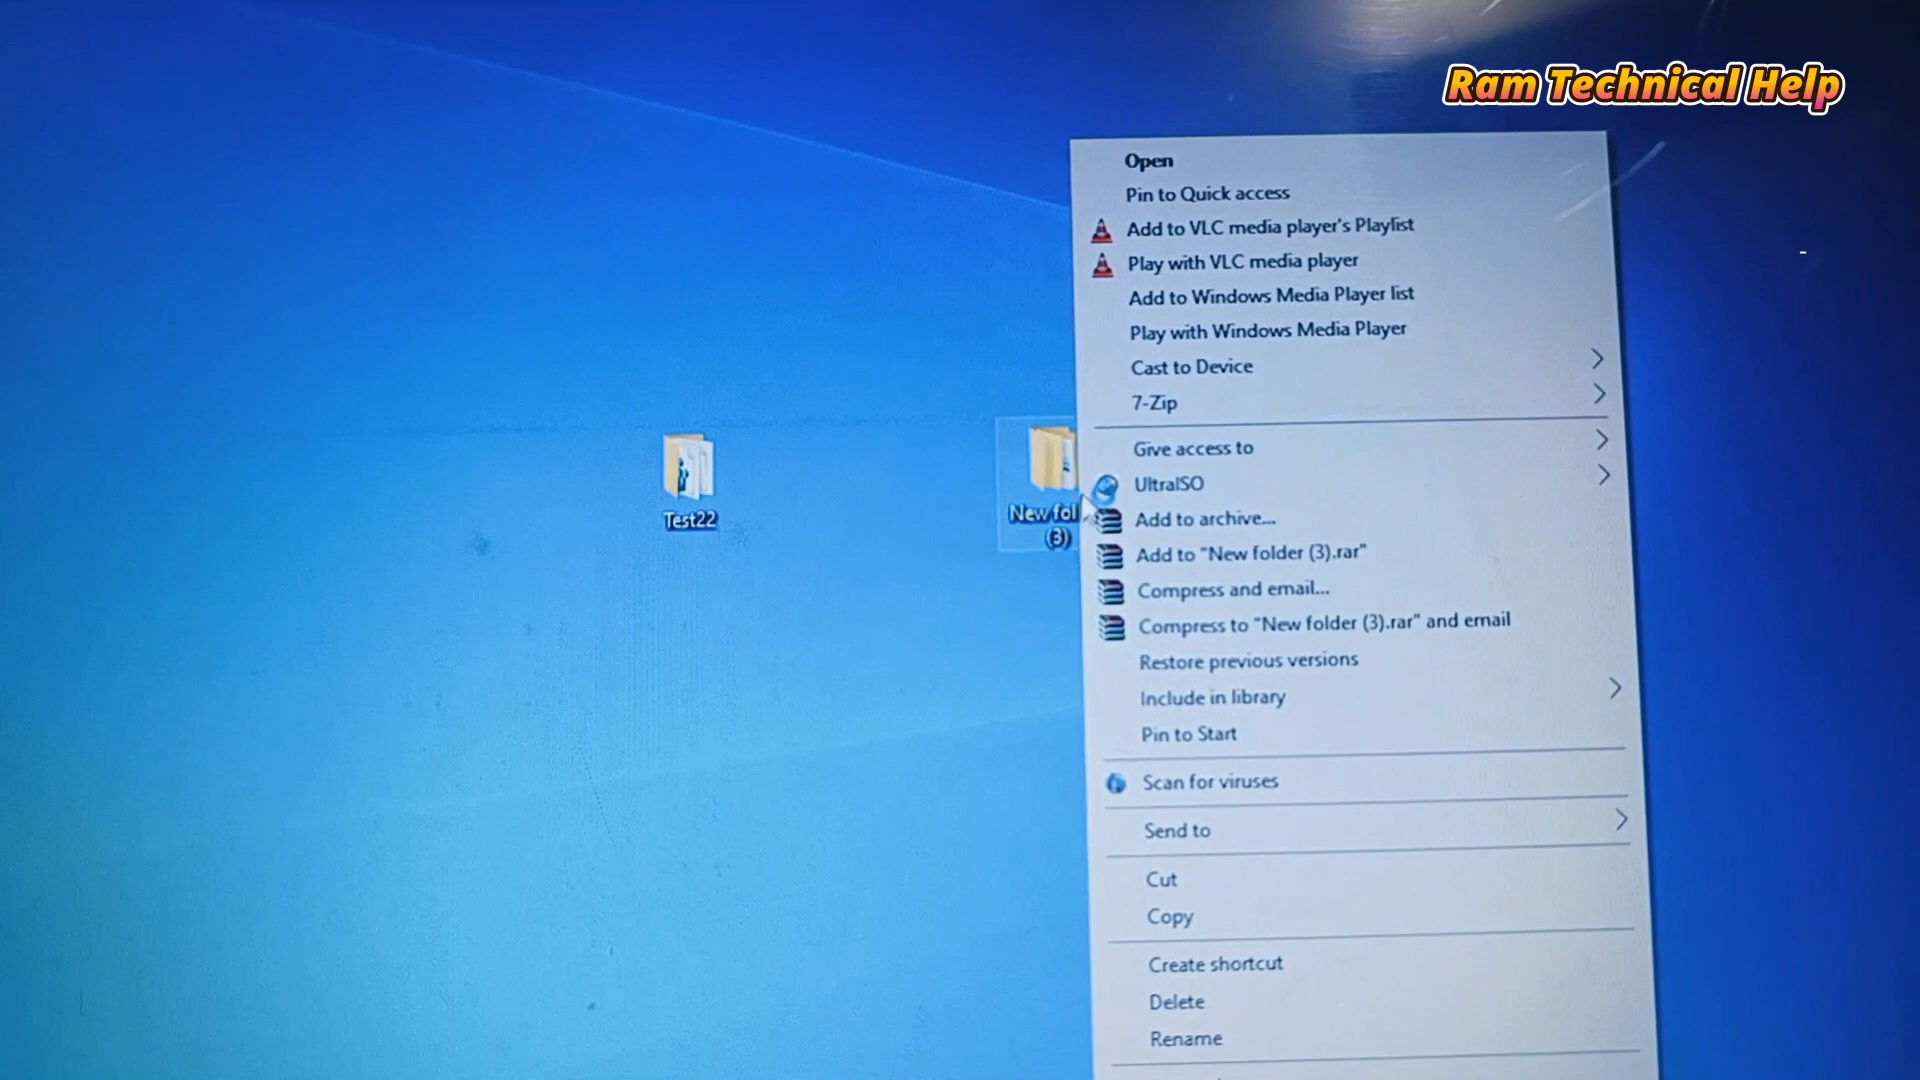 Ram Technical Help
Open
Pin to Quick access
Add to VLC media player's Playlist
Play with VLC media player
Add to Windows Media Player list
Play with Windows Media Player
Cast to Device
7-Zip
Give access to
UltraISO
Add to archive...
Add to "New folder (3).rar"
Compress and email...
Compress to "New folder (3).rar" and email
Restore previous versions
Include in library
Pin to Start
Scan for viruses
Send to
Cut
Copy
Create shortcut
Delete
Rename
Test22
New fol
(3)